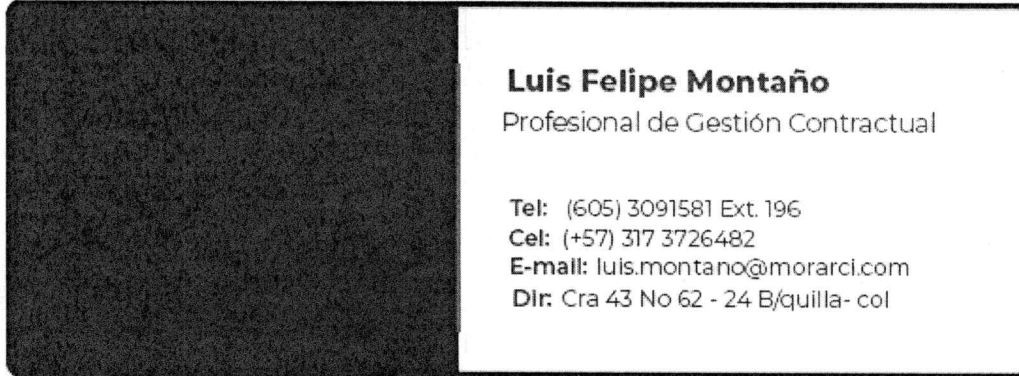 Luis Felipe Montaño
Profesional de Gestión Contractual
Tel: (605) 3091581 Ext. 196
Cel: (+57) 317 3726482
E-mail: luis.montano@morarci.com
Dir: Cra 43 No 62 - 24 B/quilla- col